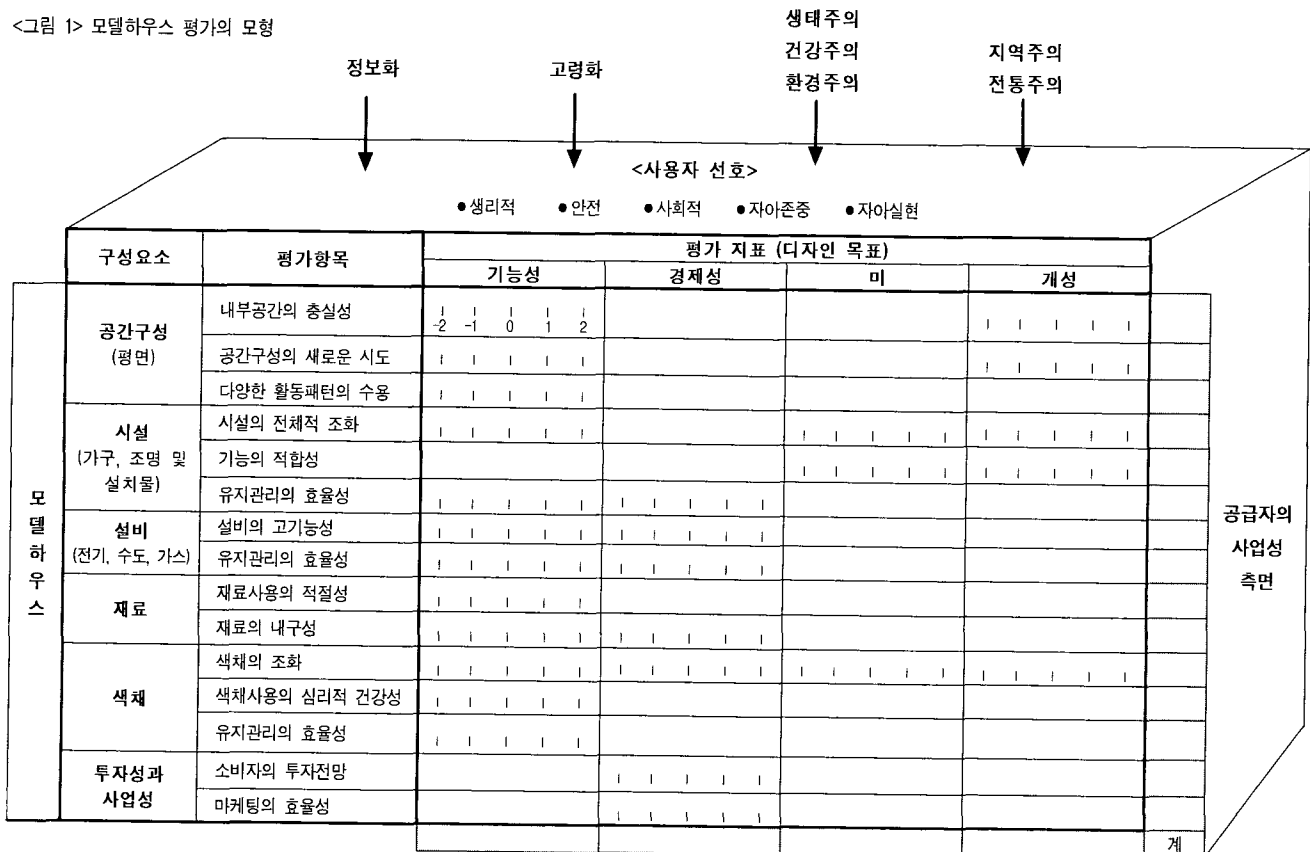 <그림 1> 모델하우스 평가의 모형
정보화
고령화
생태주의
건강주의
환경주의
지역주의
전통주의
<사용자 선호>
●생리적 ●안전 ●사회적 ●자아존중 ●자아실현
구성요소 평가항목 평가 지표 (디자인 목표)
기능성 경제성 미 개성
모델하우스
공간구성
(평면)
내부공간의 충실성
-2 -1 0 1 2
공간구성의 새로운 시도
다양한 활동패턴의 수용
시설
(가구, 조명 및
설치물)
시설의 전체적 조화
기능의 적합성
유지관리의 효율성
설비
(전기, 수도, 가스)
설비의 고기능성
유지관리의 효율성
재료
재료사용의 적절성
재료의 내구성
색채
색채의 조화
색채사용의 심리적 건강성
유지관리의 효율성
투자성과
사업성
소비자의 투자전망
마케팅의 효율성
계
공급자의
사업성
측면